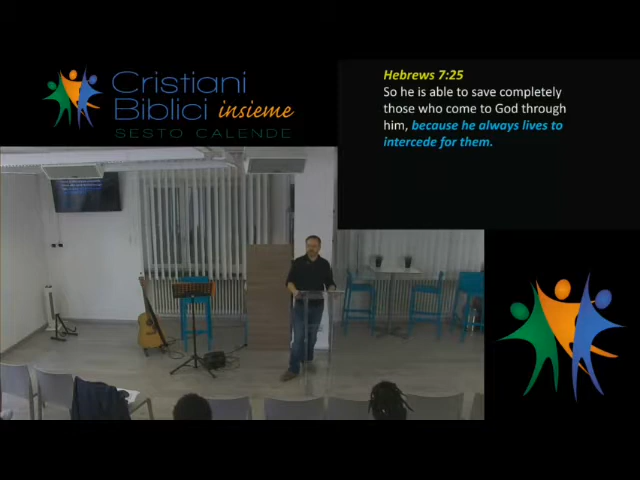 Cristiani
Biblici insieme
SESTO CALENDE
Hebrews 7:25
So he is able to save completely
those who come to God through
him, because he always lives to
intercede for them.